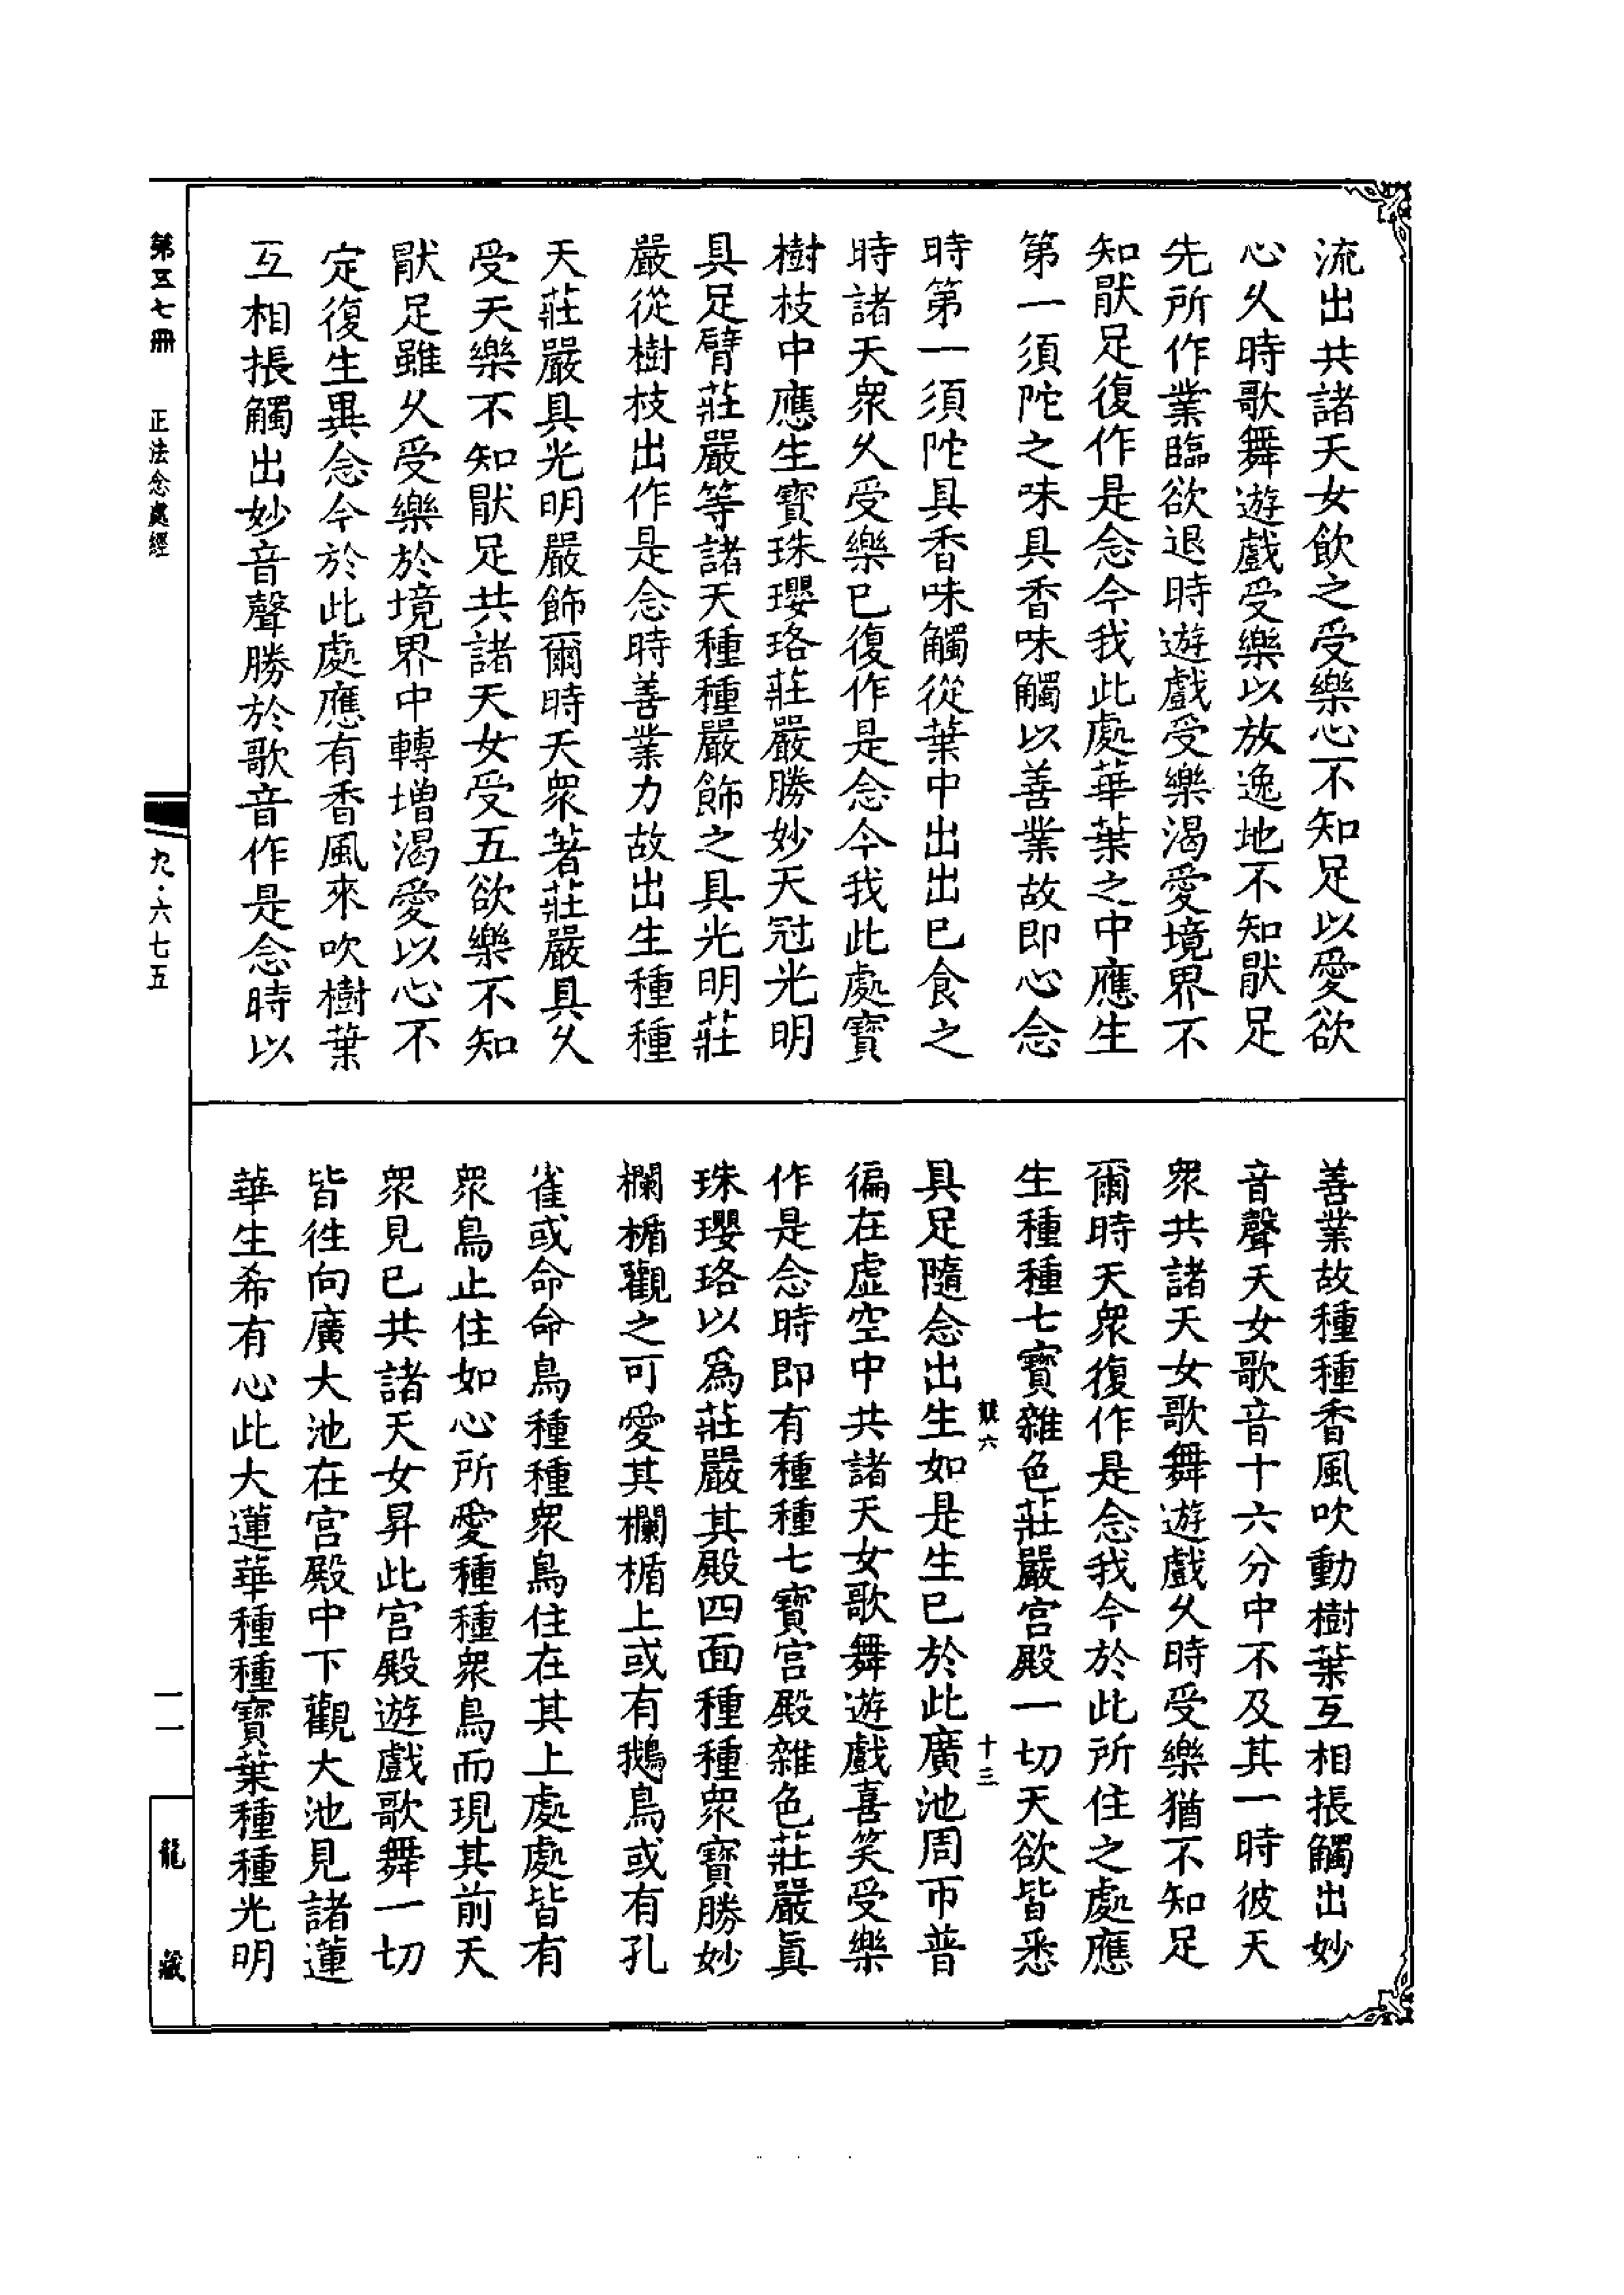 流出共諸天女飲之受樂心不知足以愛欲
心乆時歌舞遊戲受樂以放逸地不知猒足
先所作業臨欲退時遊戲受樂渴愛境界不
知猒足復作是念今我此處華葉之中應生
第一須陀之味具香味觸以善業故即心念
時第一須陀具香味觸從葉中出出已食之
時諸天衆乆受樂已復作是念今我此處寶
樹枝中應生寶珠瓔珞莊嚴勝妙天冠光明
具足臂莊嚴等諸天種種嚴飾之具光明莊
嚴從樹枝出作是念時善業力故出生種種
天莊嚴具光明嚴飾爾時天衆著莊嚴具乆
受天樂不知猒足共諸天女受五欲樂不知
猒足雖乆受樂於境界中轉增渴愛以心不
定復生異念今於此處應有香風來吹樹葉
互相掁觸出妙音聲勝於歌音作是念時以
善業故種種香風吹動樹葉互相掁觸出妙
音聲天女歌音十六分中不及其一時彼天
衆共諸天女歌舞遊戲乆時受樂猶不知足
爾時天衆復作是念我今於此所住之處應
生種種七寶雜色莊嚴宮殿一切天欲皆悉
六 十三
具足隨念出生如是生已於此廣池周帀普
徧在虛空中共諸天女歌舞遊戲喜笑受樂
作是念時即有種種七寶宮殿雜色莊嚴眞
珠瓔珞以爲莊嚴其殿四面種種衆寶勝妙
欄楯觀之可愛其欄楯上或有鵝鳥或有孔
雀或命命鳥種種衆鳥住在其上處處皆有
衆鳥止住如心所愛種種衆鳥而現其前天
衆見已共諸天女昇此宮殿遊戲歌舞一切
皆徃向廣大池在宮殿中下觀大池見諸蓮
華生希有心此大蓮華種種寶葉種種光明
第五七冊 正法念處經 九·六七五 一一 龍藏